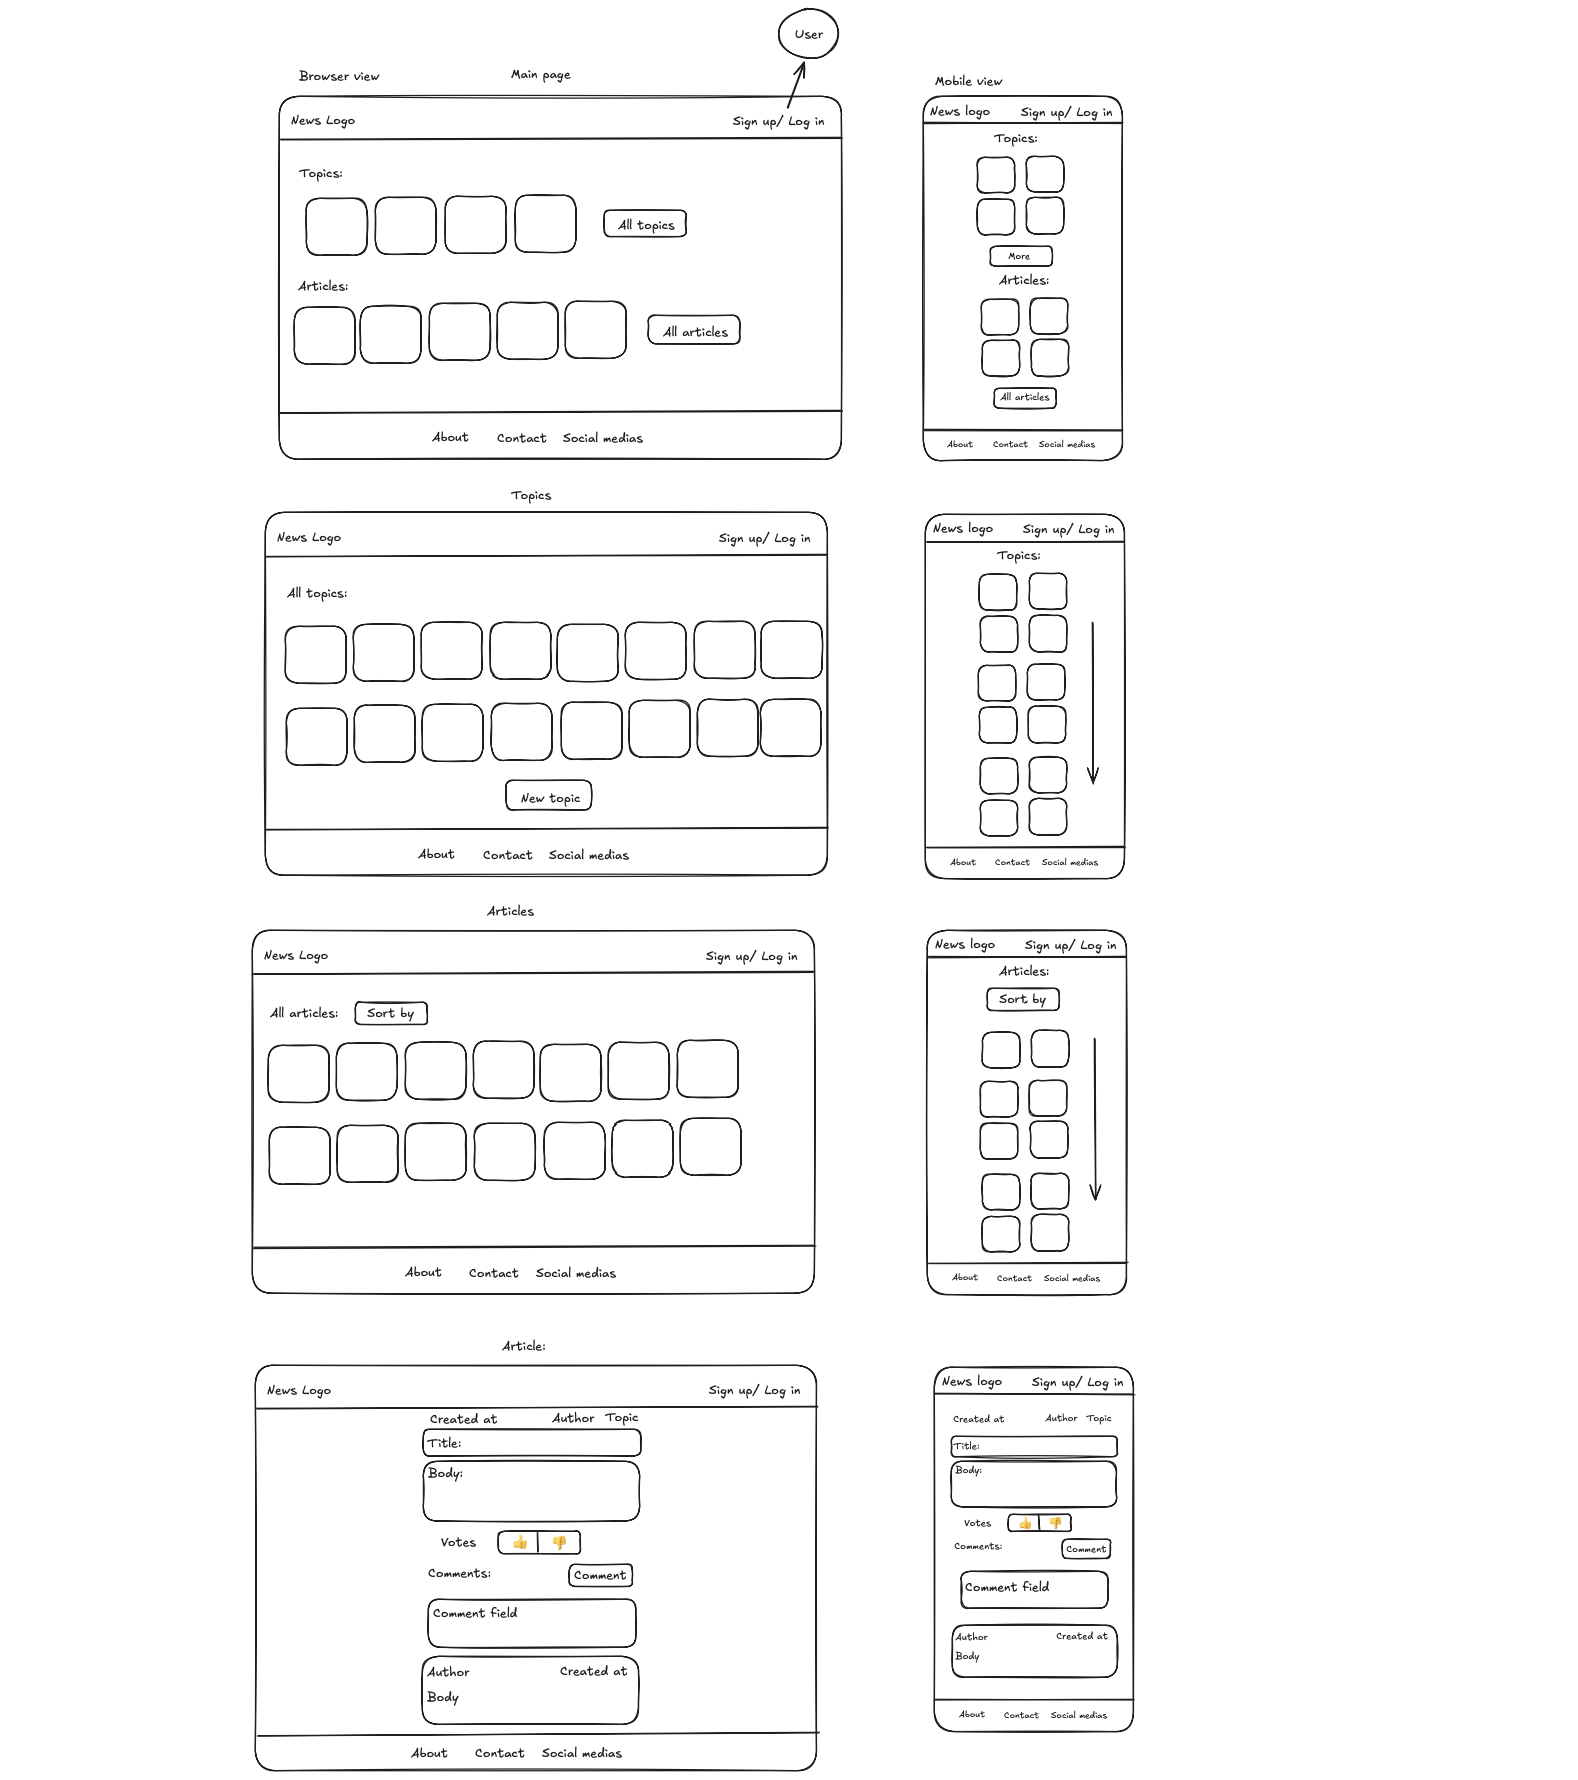 User
Browser view
Main page
Mobile view
News Logo
Sign up/ Log in
Topics:
All topics
Articles:
All articles
About Contact Social medias
News logo
Sign up/ Log in
Topics:
More
Articles:
All articles
About Contact Social medias
Topics
News Logo
Sign up/ Log in
All topics:
New topic
About Contact Social medias
News logo
Sign up/ Log in
Topics:
About Contact Social medias
Articles
News Logo
Sign up/ Log in
All articles:
Sort by
About Contact Social medias
News logo
Sign up/ Log in
Articles:
Sort by
About Contact Social medias
Article:
News Logo
Sign up/ Log in
Created at Author Topic
Title:
Body:
Votes 👍 👎
Comments:
Comment
Comment field
Author Created at
Body
About Contact Social medias
News logo
Sign up/ Log in
Created at Author Topic
Title:
Body:
Votes 👍 👎
Comments:
Comment
Comment field
Author Created at
Body
About Contact Social medias